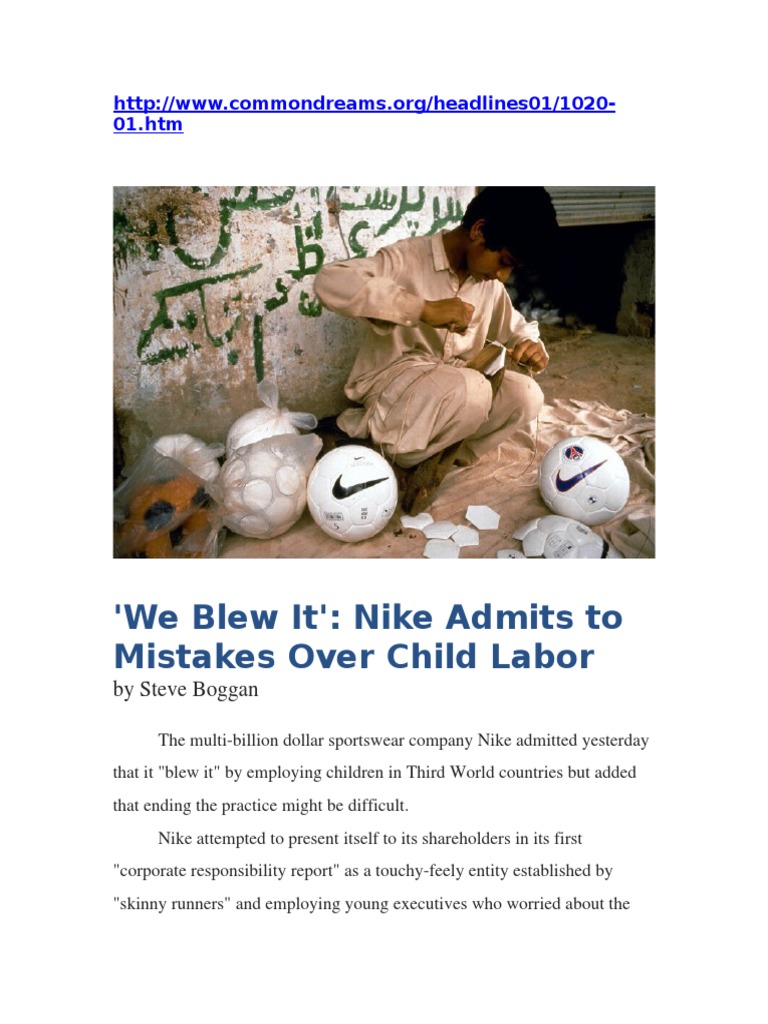 http://www.commondreams.org/headlines01/1020-
01.htm
'We Blew It': Nike Admits to
Mistakes Over Child Labor
by Steve Boggan
The multi-billion dollar sportswear company Nike admitted yesterday
that it "blew it" by employing children in Third World countries but added
that ending the practice might be difficult.
Nike attempted to present itself to its shareholders in its first
"corporate responsibility report" as a touchy-feely entity established by
"skinny runners" and employing young executives who worried about the